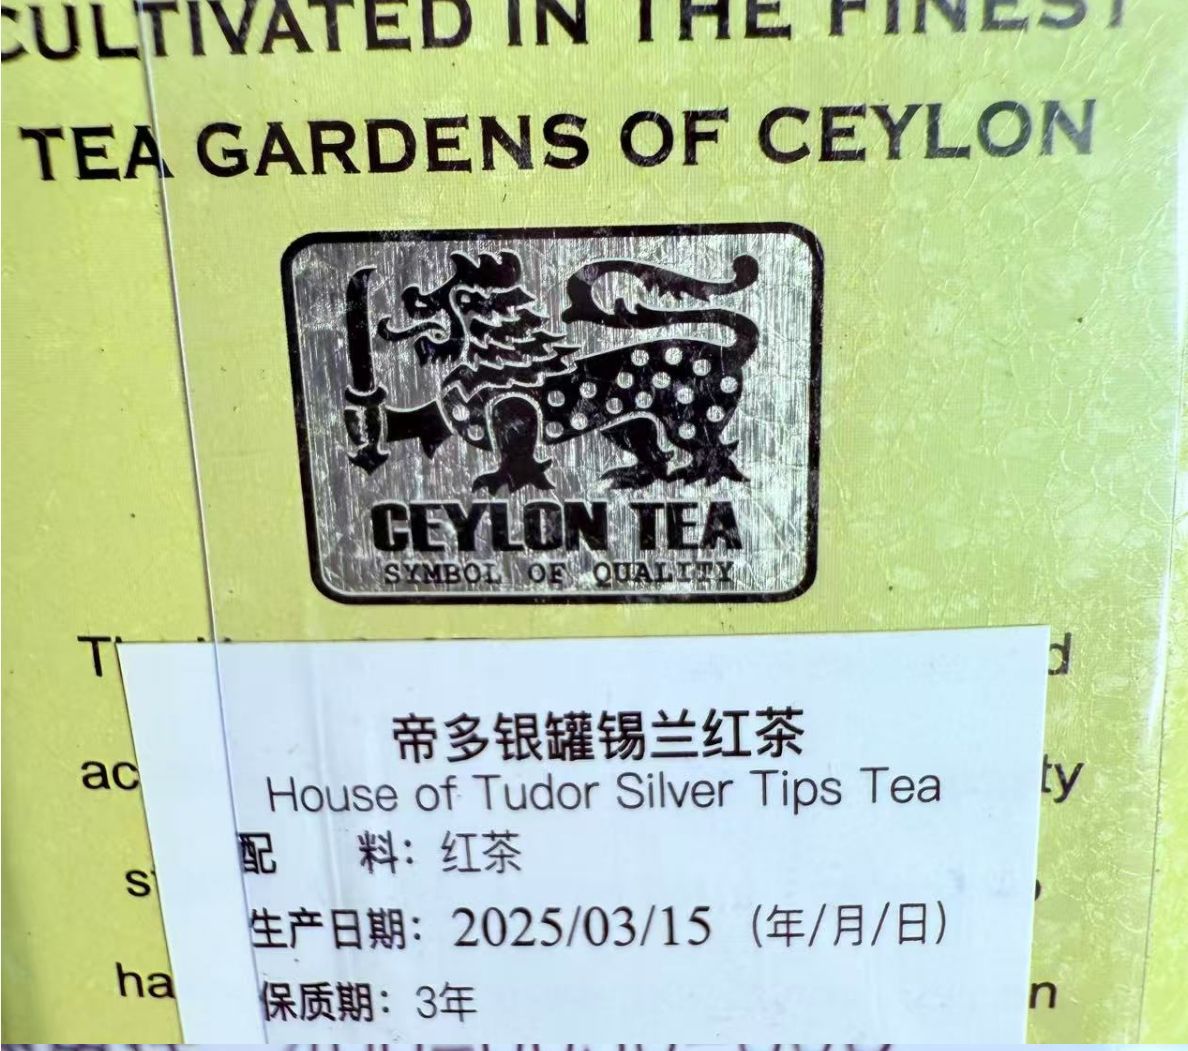 CULTIVATED IN THE FINEST
TEA GARDENS OF CEYLON
CEYLON TEA
SYMBOL OF QUALITY
帝多银罐锡兰红茶
House of Tudor Silver Tips Tea
配 料：红茶
生产日期：2025/03/15（年/月/日）
保质期：3年